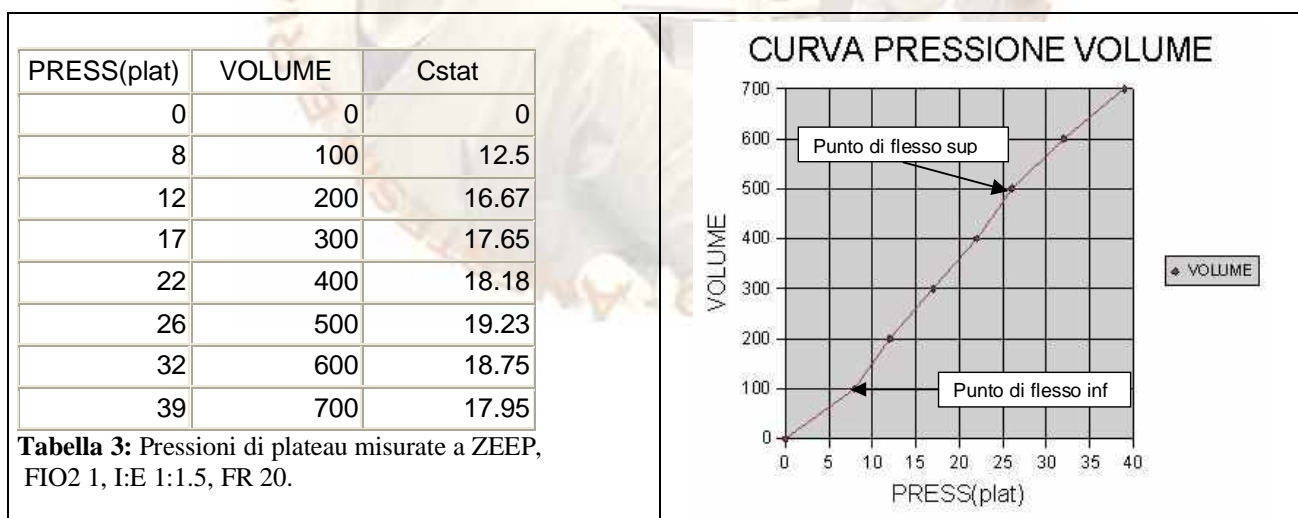 PRESS(plat) VOLUME Cstat
0 0 0
8 100 12.5
12 200 16.67
17 300 17.65
22 400 18.18
26 500 19.23
32 600 18.75
39 700 17.95
Tabella 3: Pressioni di plateau misurate a ZEEP,
FIO2 1, I:E 1:1.5, FR 20.
CURVA PRESSIONE VOLUME
700
600
500
400
300
200
100
0
VOLUME
Punto di flesso sup
Punto di flesso inf
VOLUME
0 5 10 15 20 25 30 35 40
PRESS(plat)